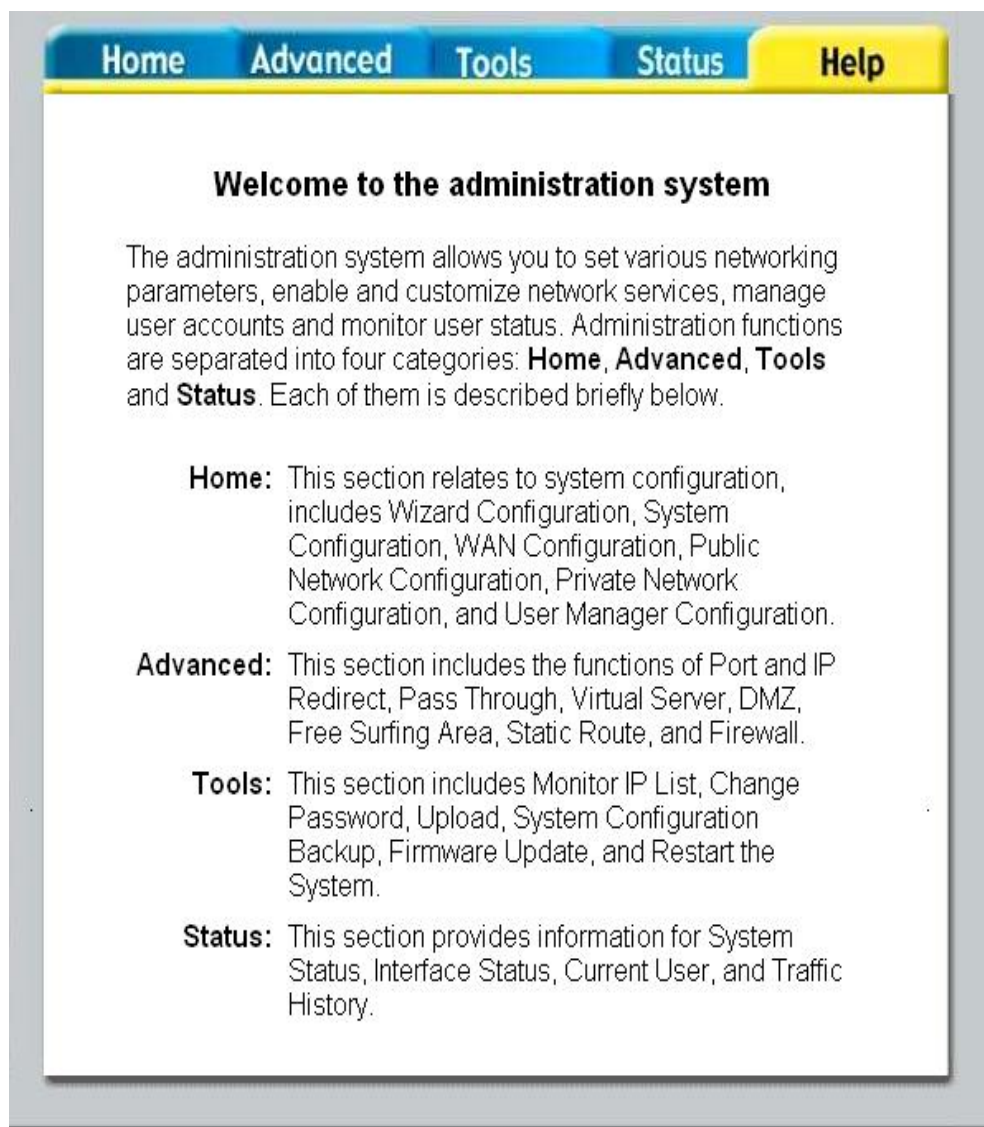 Home Advanced Tools Status Help
Welcome to the administration system
The administration system allows you to set various networking
parameters, enable and customize network services, manage
user accounts and monitor user status. Administration functions
are separated into four categories: Home, Advanced, Tools
and Status. Each of them is described briefly below.
Home: This section relates to system configuration,
includes Wizard Configuration, System
Configuration, WAN Configuration, Public
Network Configuration, Private Network
Configuration, and User Manager Configuration.
Advanced: This section includes the functions of Port and IP
Redirect, Pass Through, Virtual Server, DMZ,
Free Surfing Area, Static Route, and Firewall.
Tools: This section includes Monitor IP List, Change
Password, Upload, System Configuration
Backup, Firmware Update, and Restart the
System.
Status: This section provides information for System
Status, Interface Status, Current User, and Traffic
History.